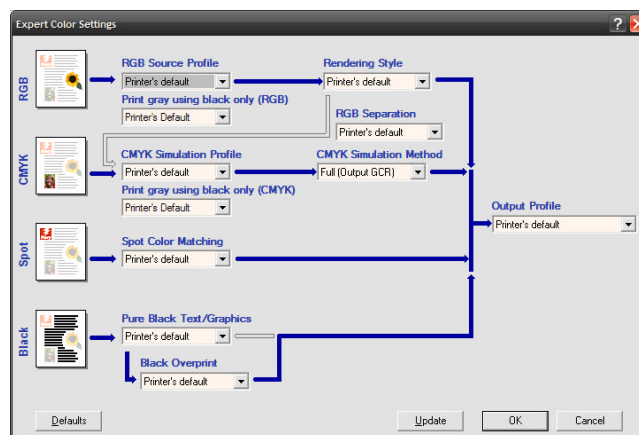 Expert Color Settings
RGB
RGB Source Profile
Printer's default
Rendering Style
Printer's default
Print gray using black only (RGB)
Printer's Default
RGB Separation
Printer's default
CMYK
CMYK Simulation Profile
Printer's default
CMYK Simulation Method
Full (Output GCR)
Print gray using black only (CMYK)
Printer's Default
Output Profile
Printer's default
Spot
Spot Color Matching
Printer's default
Black
Pure Black Text/Graphics
Printer's default
Black Overprint
Printer's default
Defaults
Update
OK
Cancel